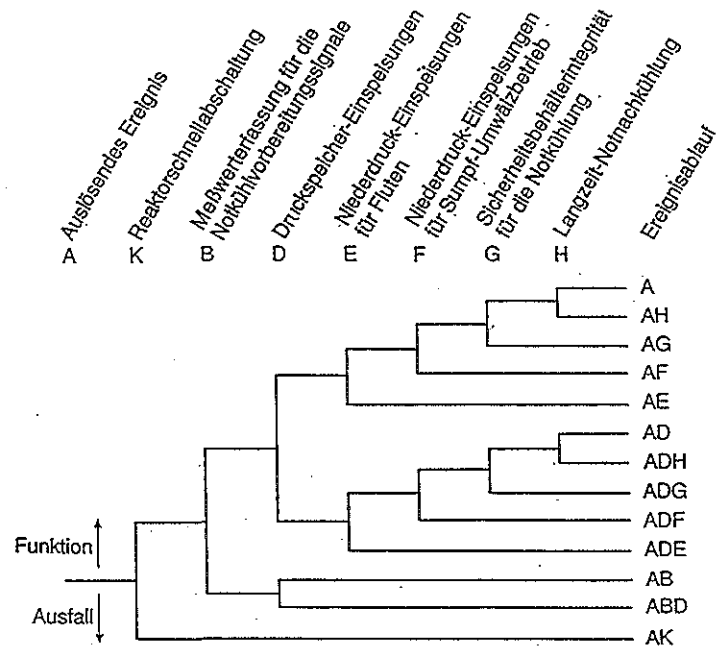 Auslösendes Ereignis
A
Reaktorschnellabschaltung
K
Meßwerterfassung für die
Notkühlvorbereitungssignale
B
Druckspeicher-Einspeisungen
D
Niederdruck-Einspeisungen
für Fluten
E
Niederdruck-Einspeisungen
für Sumpf-Umwälzbetrieb
F
Sicherheitsbehälterintegrität
für die Notkühlung
G
Langzeit-Notnachkühlung
H
Ereignisablauf
A
AH
AG
AF
AE
AD
ADH
ADG
ADF
ADE
AB
ABD
AK
Funktion
Ausfall